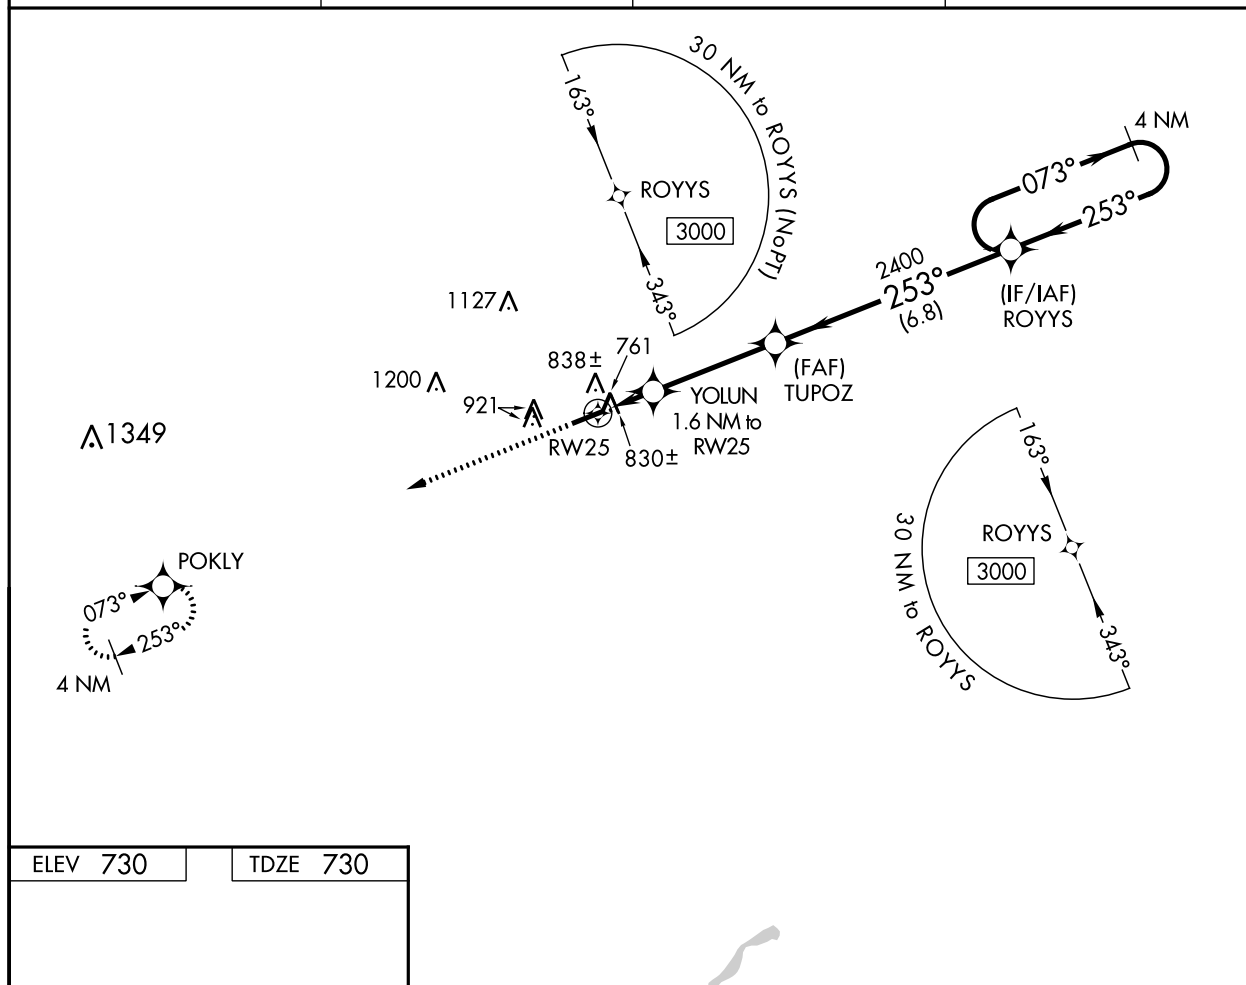 30 NM to ROYYS (NoPT)
163°
ROYYS
3000
343°
4 NM
073°
253°
2400
253°
(6.8)
(IF/IAF)
ROYYS
1127
761
838±
(FAF)
TUPOZ
1200
921
YOLUN
1.6 NM to
RW25
RW25
830±
1349
163°
ROYYS
3000
30 NM to ROYYS
343°
POKLY
073°
253°
4 NM
ELEV 730
TDZE 730